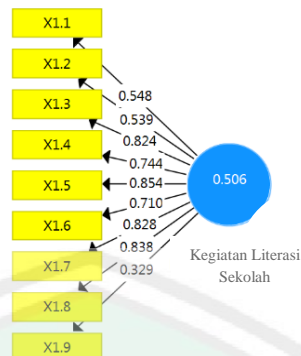 X1.1
X1.2
X1.3
X1.4
X1.5
X1.6
X1.7
X1.8
X1.9
0.548
0.539
0.824
0.744
0.854
0.710
0.828
0.838
0.329
0.506
Kegiatan Literasi
Sekolah